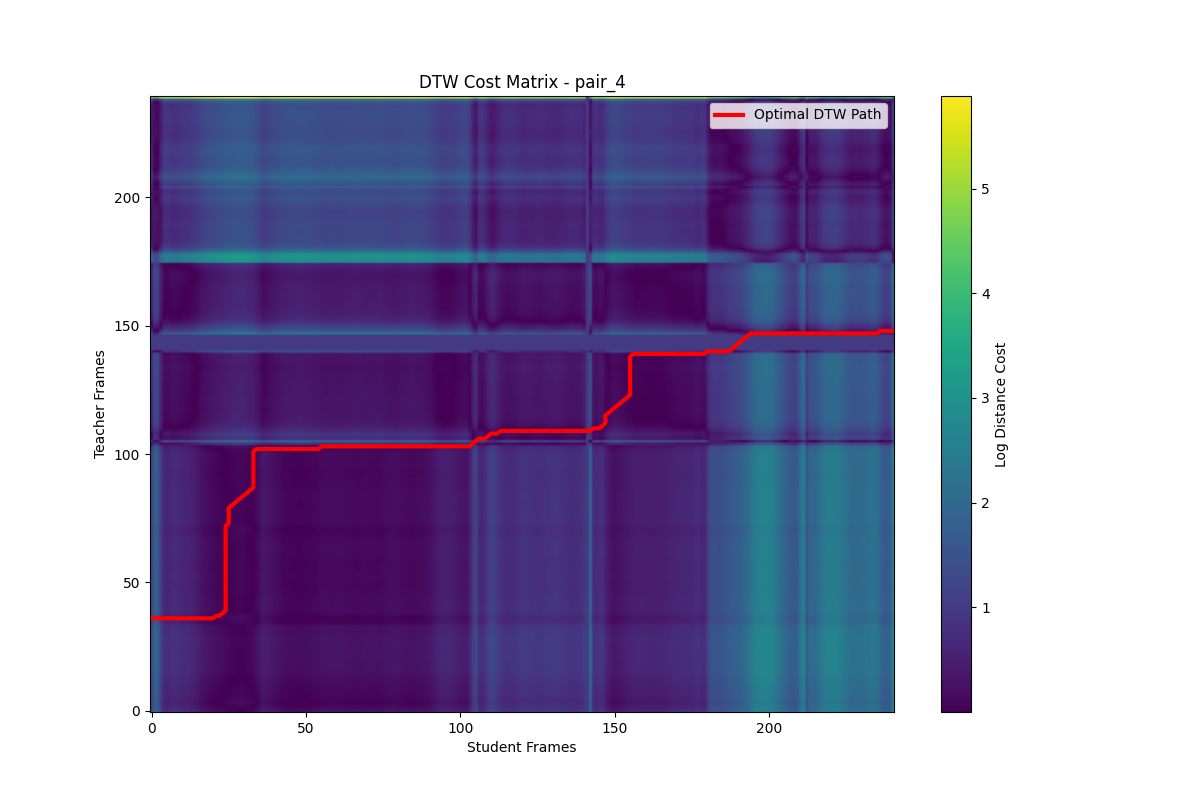 DTW Cost Matrix - pair_4
Optimal DTW Path
Teacher Frames
200
150
100
50
0
0 50 100 150 200
Student Frames
5
4
3
2
1
Log Distance Cost